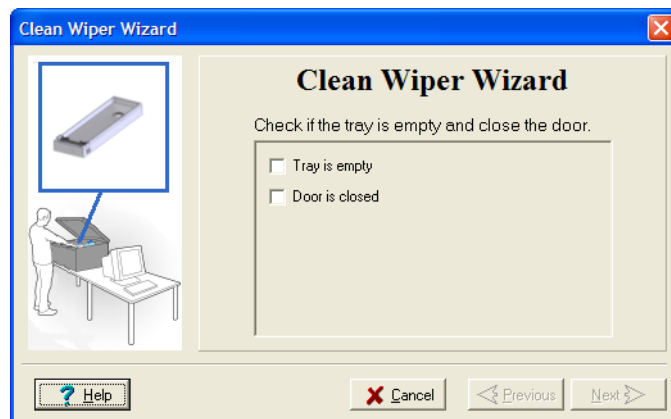 Clean Wiper Wizard
Clean Wiper Wizard
Check if the tray is empty and close the door.
Tray is empty
Door is closed
? Help
Cancel
Previous
Next